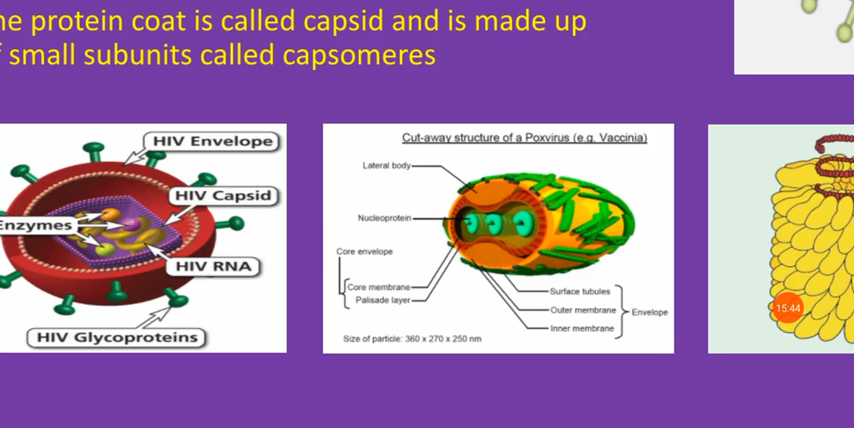 he protein coat is called capsid and is made up
f small subunits called capsomeres
HIV Envelope
HIV Capsid
Enzymes
HIV RNA
HIV Glycoproteins
Cut-away structure of a Poxvirus (e.g. Vaccinia)
Lateral body
Nucleoprotein
Core envelope
Core membrane
Palisade layer
Surface tubules
Outer membrane
Envelope
Inner membrane
Size of particle: 360 x 270 x 250 nm
15:44